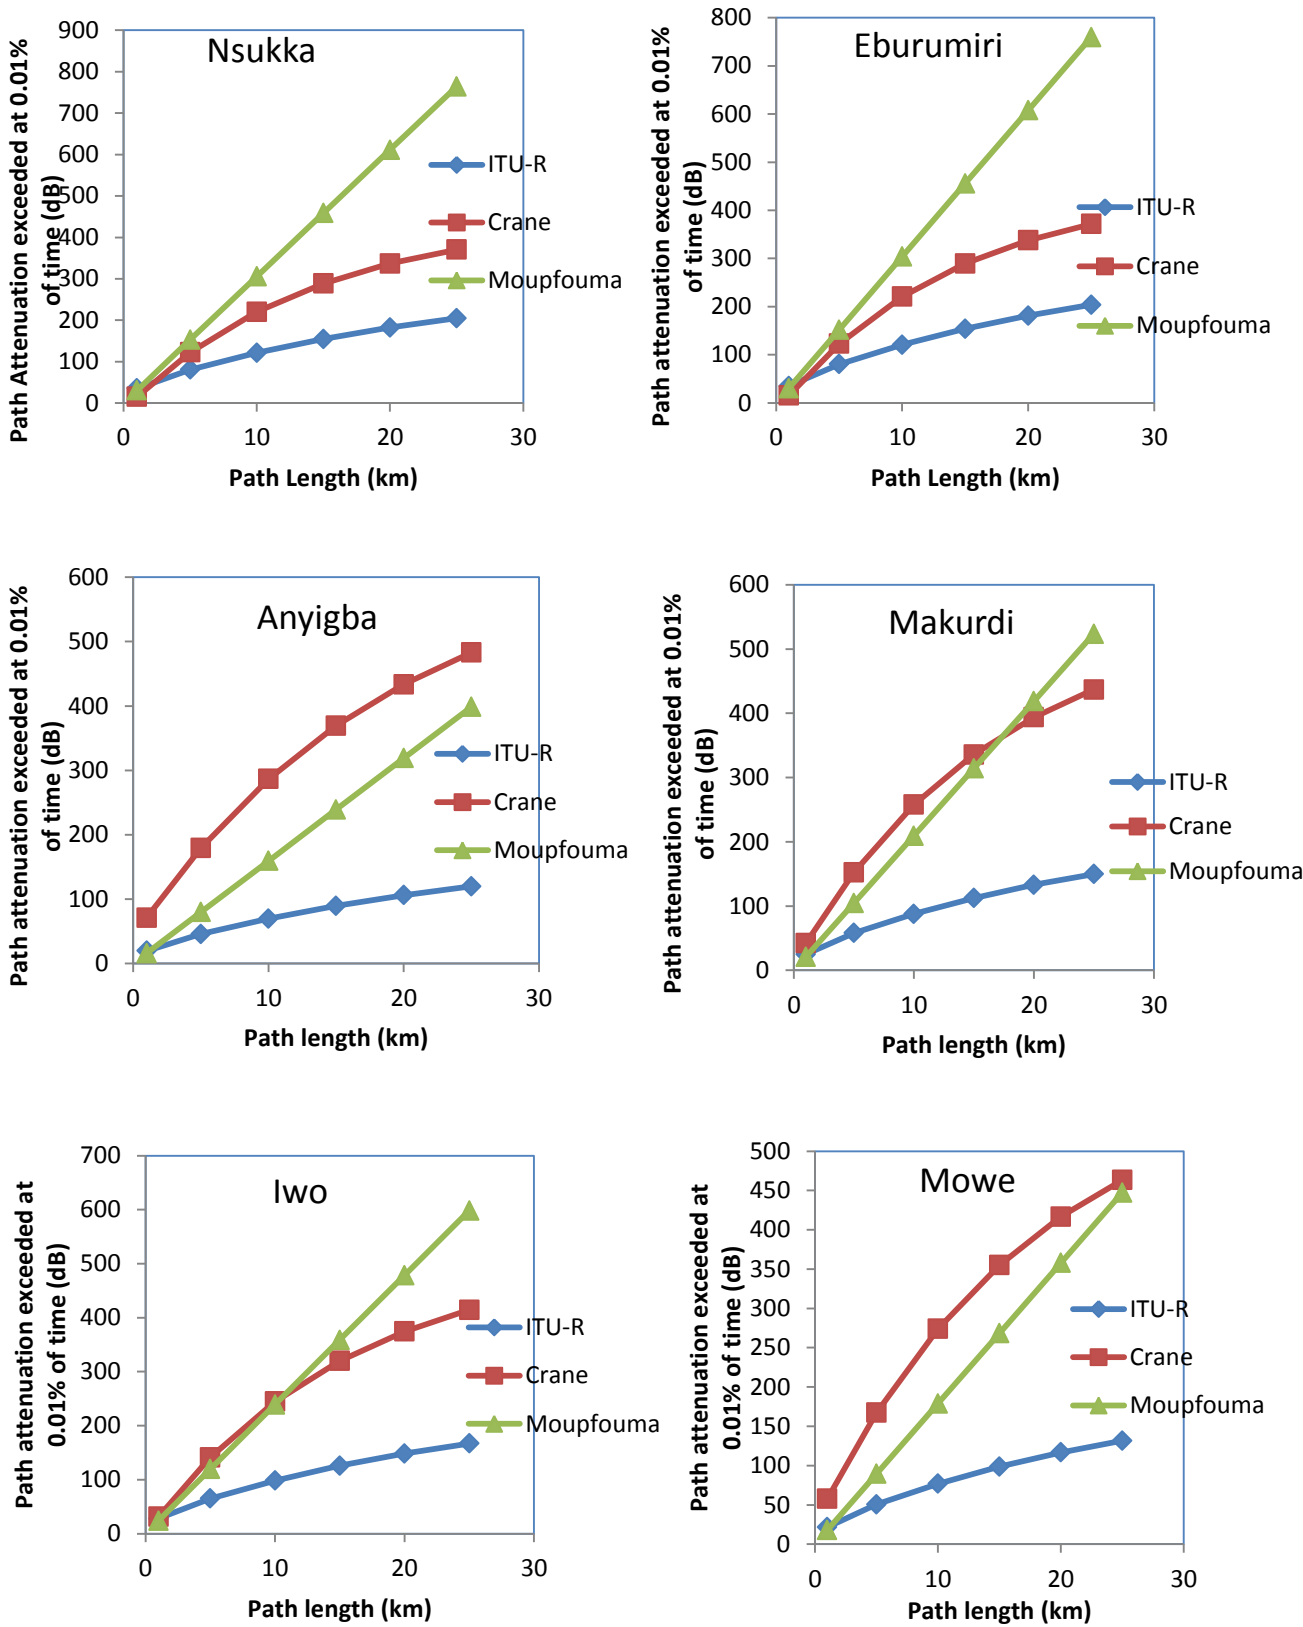 Nsukka
Path Attenuation exceeded at 0.01%
of time (dB)
900
800
700
600
500
400
300
200
100
0
0
10
20
30
Path Length (km)
ITU-R
Crane
Moupfouma
Eburumiri
Path attenuation exceeded at 0.01%
of time (dB)
800
700
600
500
400
300
200
100
0
0
10
20
30
Path Length (km)
ITU-R
Crane
Moupfouma
Anyigba
Path attenuation exceeded at 0.01%
of time (dB)
600
500
400
300
200
100
0
0
10
20
30
Path length (km)
ITU-R
Crane
Moupfouma
Makurdi
Path attenuation exceeded at 0.01%
of time (dB)
600
500
400
300
200
100
0
0
10
20
30
Path length (km)
ITU-R
Crane
Moupfouma
Iwo
Path attenuation exceeded at
0.01% of time (dB)
700
600
500
400
300
200
100
0
0
10
20
30
Path length (km)
ITU-R
Crane
Moupfouma
Mowe
Path attenuation exceeded at
0.01% of time (dB)
500
450
400
350
300
250
200
150
100
50
0
0
10
20
30
Path length (km)
ITU-R
Crane
Moupfouma